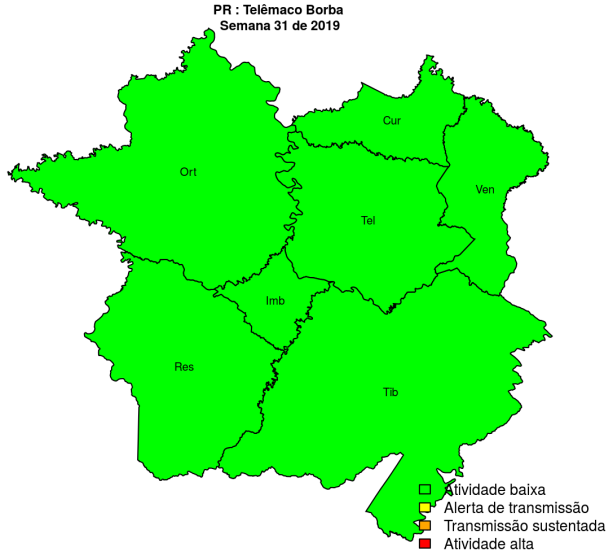 PR : Telêmaco Borba
Semana 31 de 2019
Cur
Ort
Ven
Tel
Imb
Res
Tib
Atividade baixa
Alerta de transmissão
Transmissão sustentada
Atividade alta